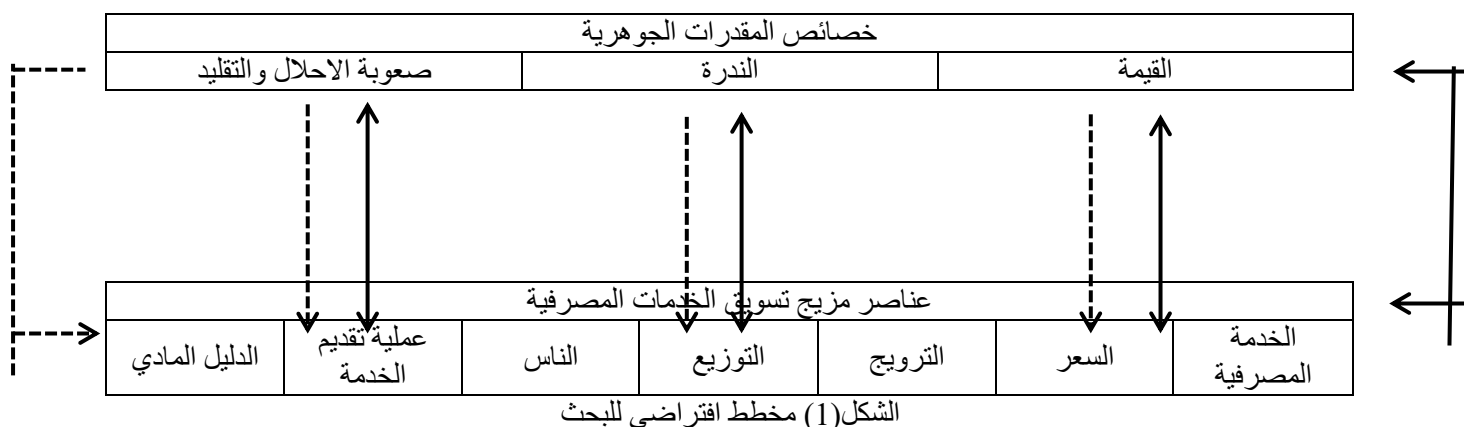 خصائص المقدرات الجوهرية
القيمة
الندرة
صعوبة الاحلال والتقليد
عناصر مزيج تسويق الخدمات المصرفية
الخدمة
المصرفية
السعر
الترويج
التوزيع
الناس
عملية تقديم
الخدمة
الدليل المادي
الشكل(1) مخطط افتراضي للبحث